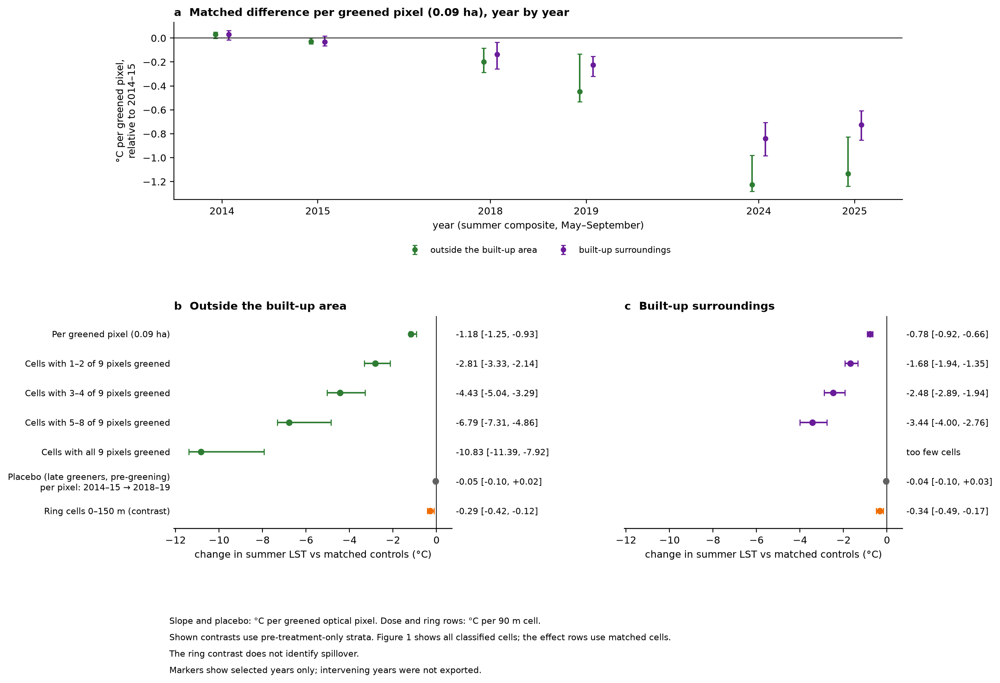 a Matched difference per greened pixel (0.09 ha), year by year
°C per greened pixel,
relative to 2014–15
0.0
−0.2
−0.4
−0.6
−0.8
−1.0
−1.2
2014 2015 2018 2019 2024 2025
year (summer composite, May–September)
outside the built-up area built-up surroundings
b Outside the built-up area
Per greened pixel (0.09 ha) -1.18 [-1.25, -0.93]
Cells with 1–2 of 9 pixels greened -2.81 [-3.33, -2.14]
Cells with 3–4 of 9 pixels greened -4.43 [-5.04, -3.29]
Cells with 5–8 of 9 pixels greened -6.79 [-7.31, -4.86]
Cells with all 9 pixels greened -10.83 [-11.39, -7.92]
Placebo (late greeners, pre-greening)
per pixel: 2014–15 → 2018–19 -0.05 [-0.10, +0.02]
Ring cells 0–150 m (contrast) -0.29 [-0.42, -0.12]
−12 −10 −8 −6 −4 −2 0
change in summer LST vs matched controls (°C)
c Built-up surroundings
-0.78 [-0.92, -0.66]
-1.68 [-1.94, -1.35]
-2.48 [-2.89, -1.94]
-3.44 [-4.00, -2.76]
too few cells
-0.04 [-0.10, +0.03]
-0.34 [-0.49, -0.17]
−12 −10 −8 −6 −4 −2 0
change in summer LST vs matched controls (°C)
Slope and placebo: °C per greened optical pixel. Dose and ring rows: °C per 90 m cell.
Shown contrasts use pre-treatment-only strata. Figure 1 shows all classified cells; the effect rows use matched cells.
The ring contrast does not identify spillover.
Markers show selected years only; intervening years were not exported.